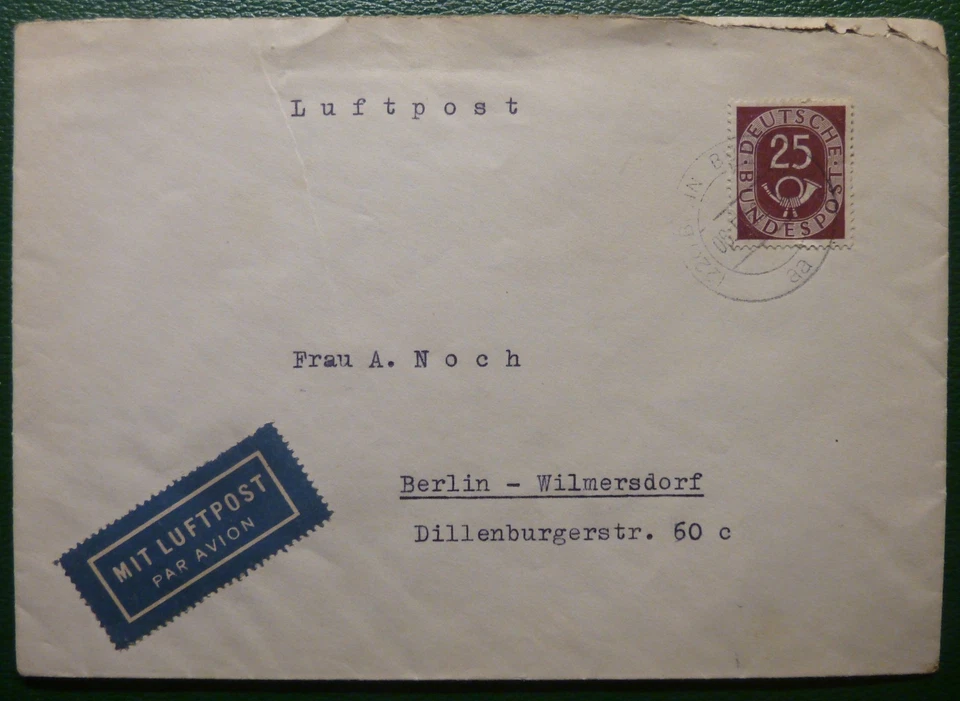 Luftpost
DEUTSCHE
25
BUNDESPOST
Frau A. Noch
Berlin - Wilmersdorf
Dillenburgerstr. 60 c
MIT LUFTPOST
PAR AVION